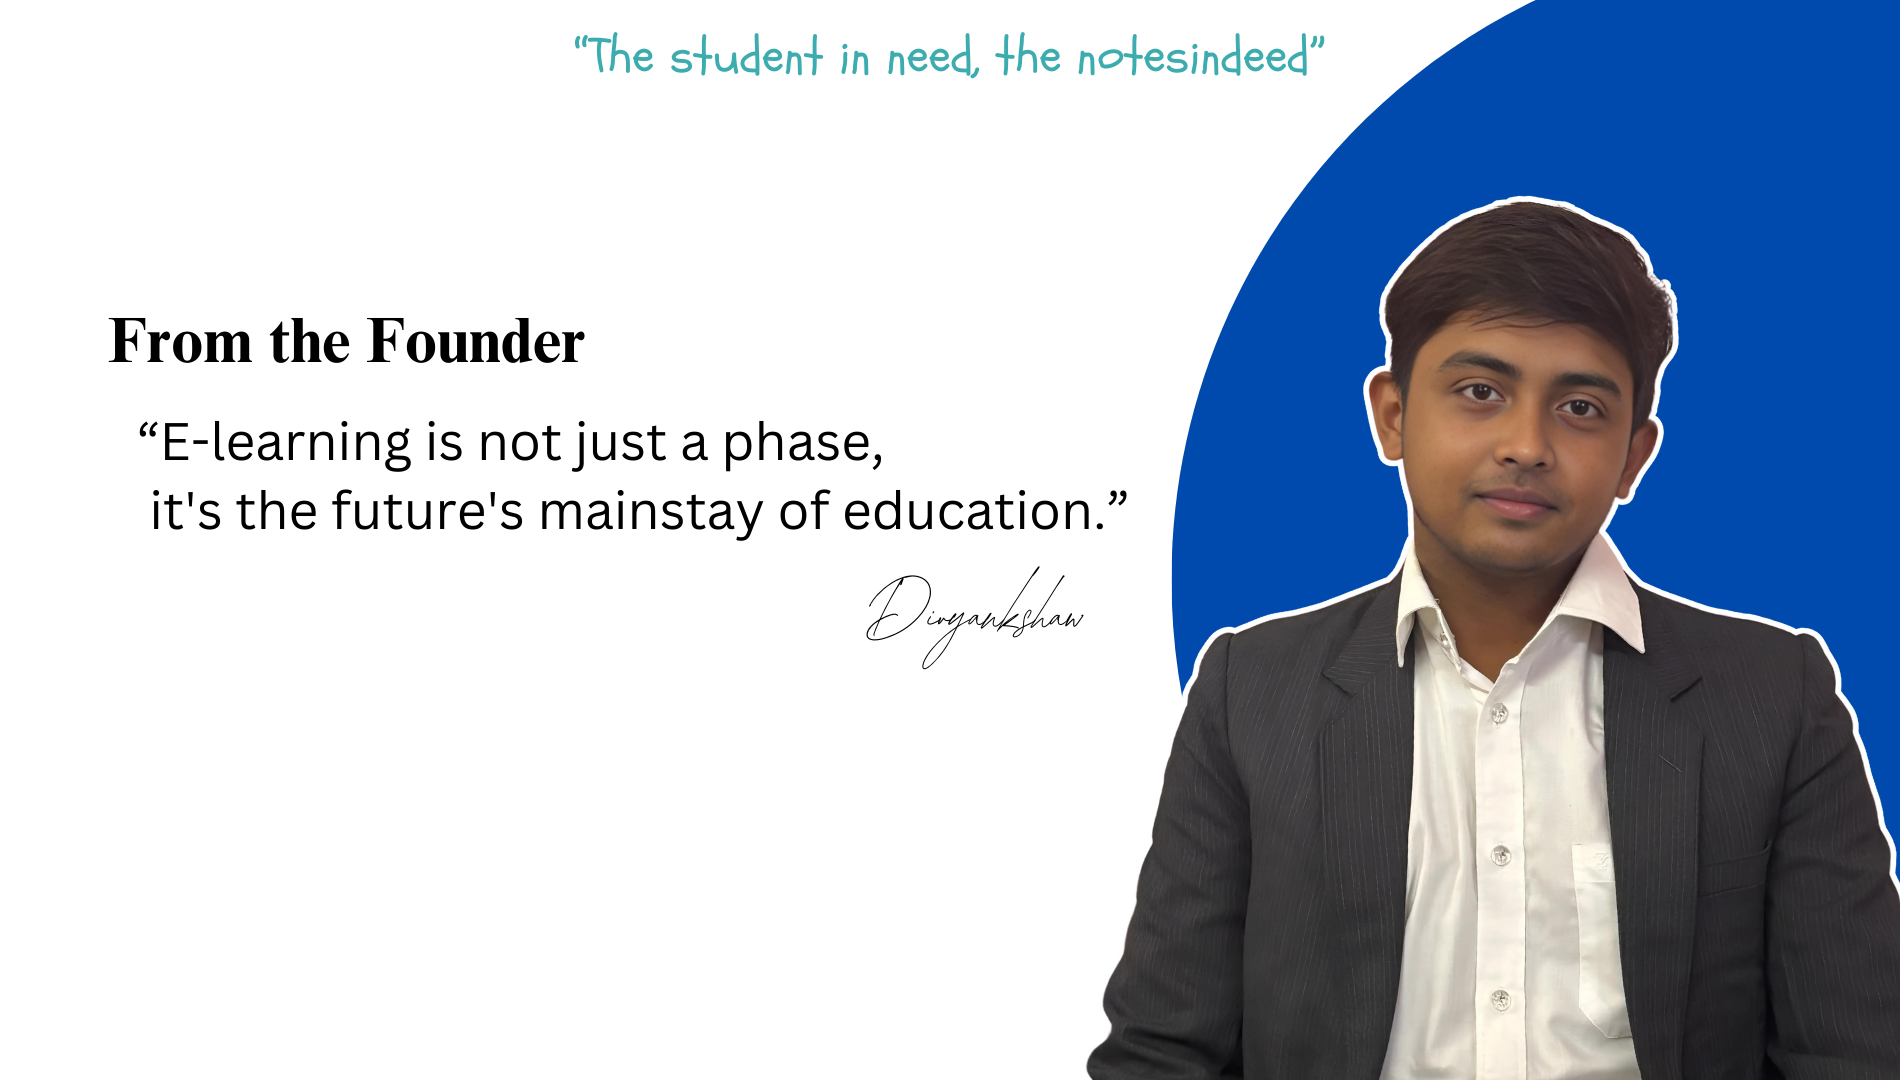 “The student in need, the notesindeed”
From the Founder
“E-learning is not just a phase,
it's the future's mainstay of education.”
Divyankshaw